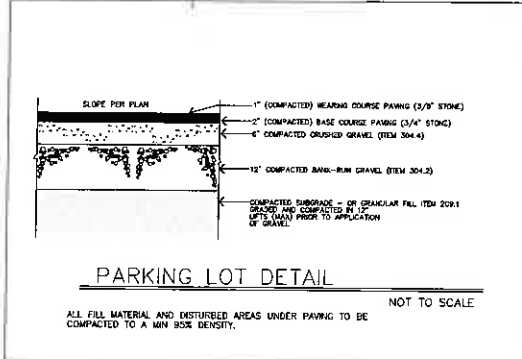 SLOPE PER PLAN
1" (COMPACTED) WEARING COURSE PAVING (3/8" STONE)
2" (COMPACTED) BASE COURSE PAVING (3/4" STONE)
6" COMPACTED CRUSHED GRAVEL (ITEM 304.4)
12" COMPACTED BANK-RUN GRAVEL (ITEM 304.2)
COMPACTED SUBGRADE - OR GRANULAR FILL ITEM 209.1
GRADED AND COMPACTED IN 12"
LIFTS (MAX) PRIOR TO APPLICATION
OF GRAVEL
PARKING LOT DETAIL
NOT TO SCALE
ALL FILL MATERIAL AND DISTURBED AREAS UNDER PAVING TO BE
COMPACTED TO A MIN 95% DENSITY.